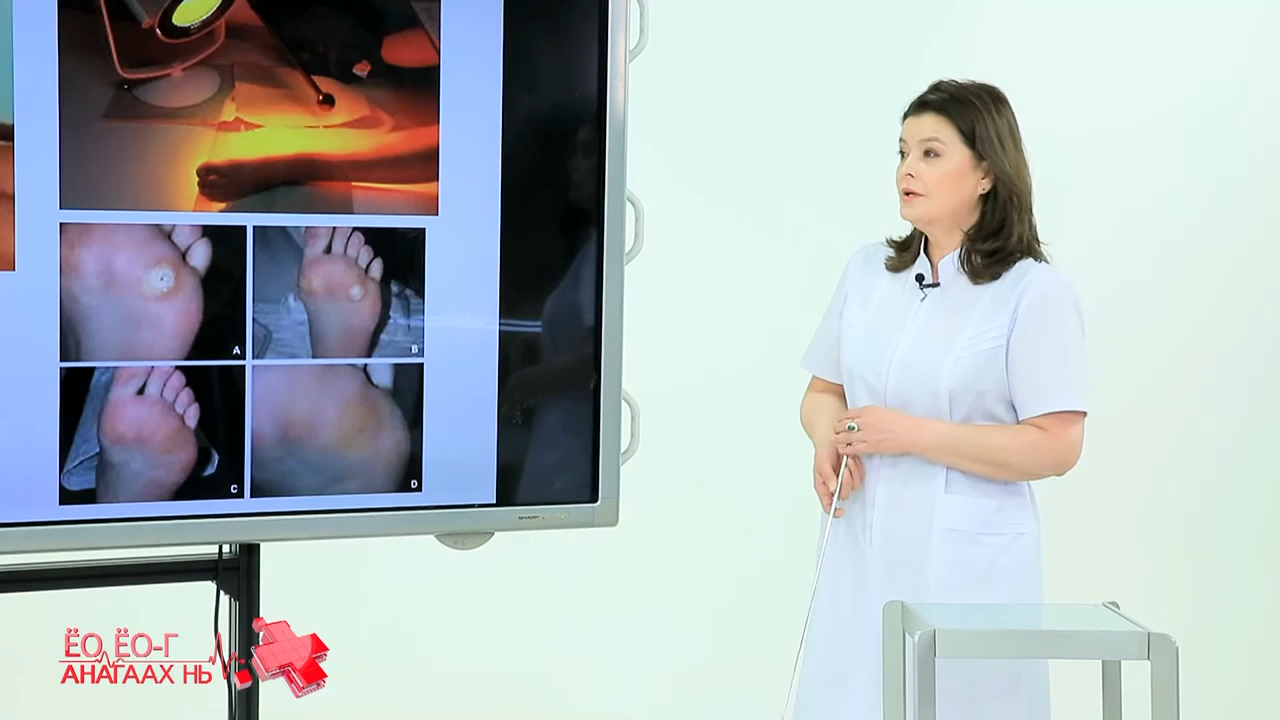 A
B
C
D
SHARP
ЁО, ЁО-Г
АНАГААХ НЬ